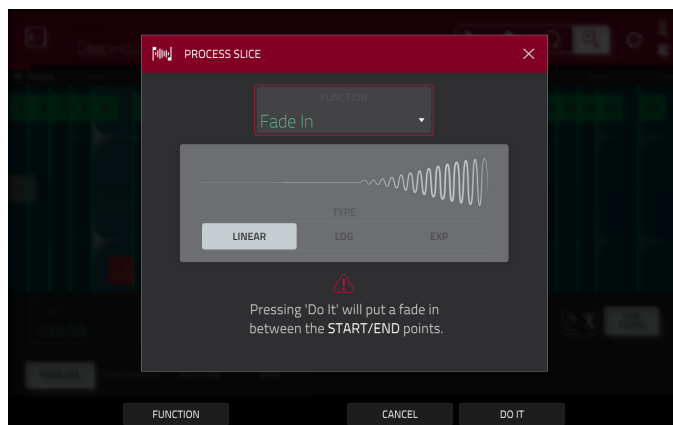 PROCESS SLICE
FUNCTION
Fade In
TYPE
LINEAR LOG EXP
Pressing 'Do It' will put a fade in
between the START/END points.
FUNCTION CANCEL DO IT